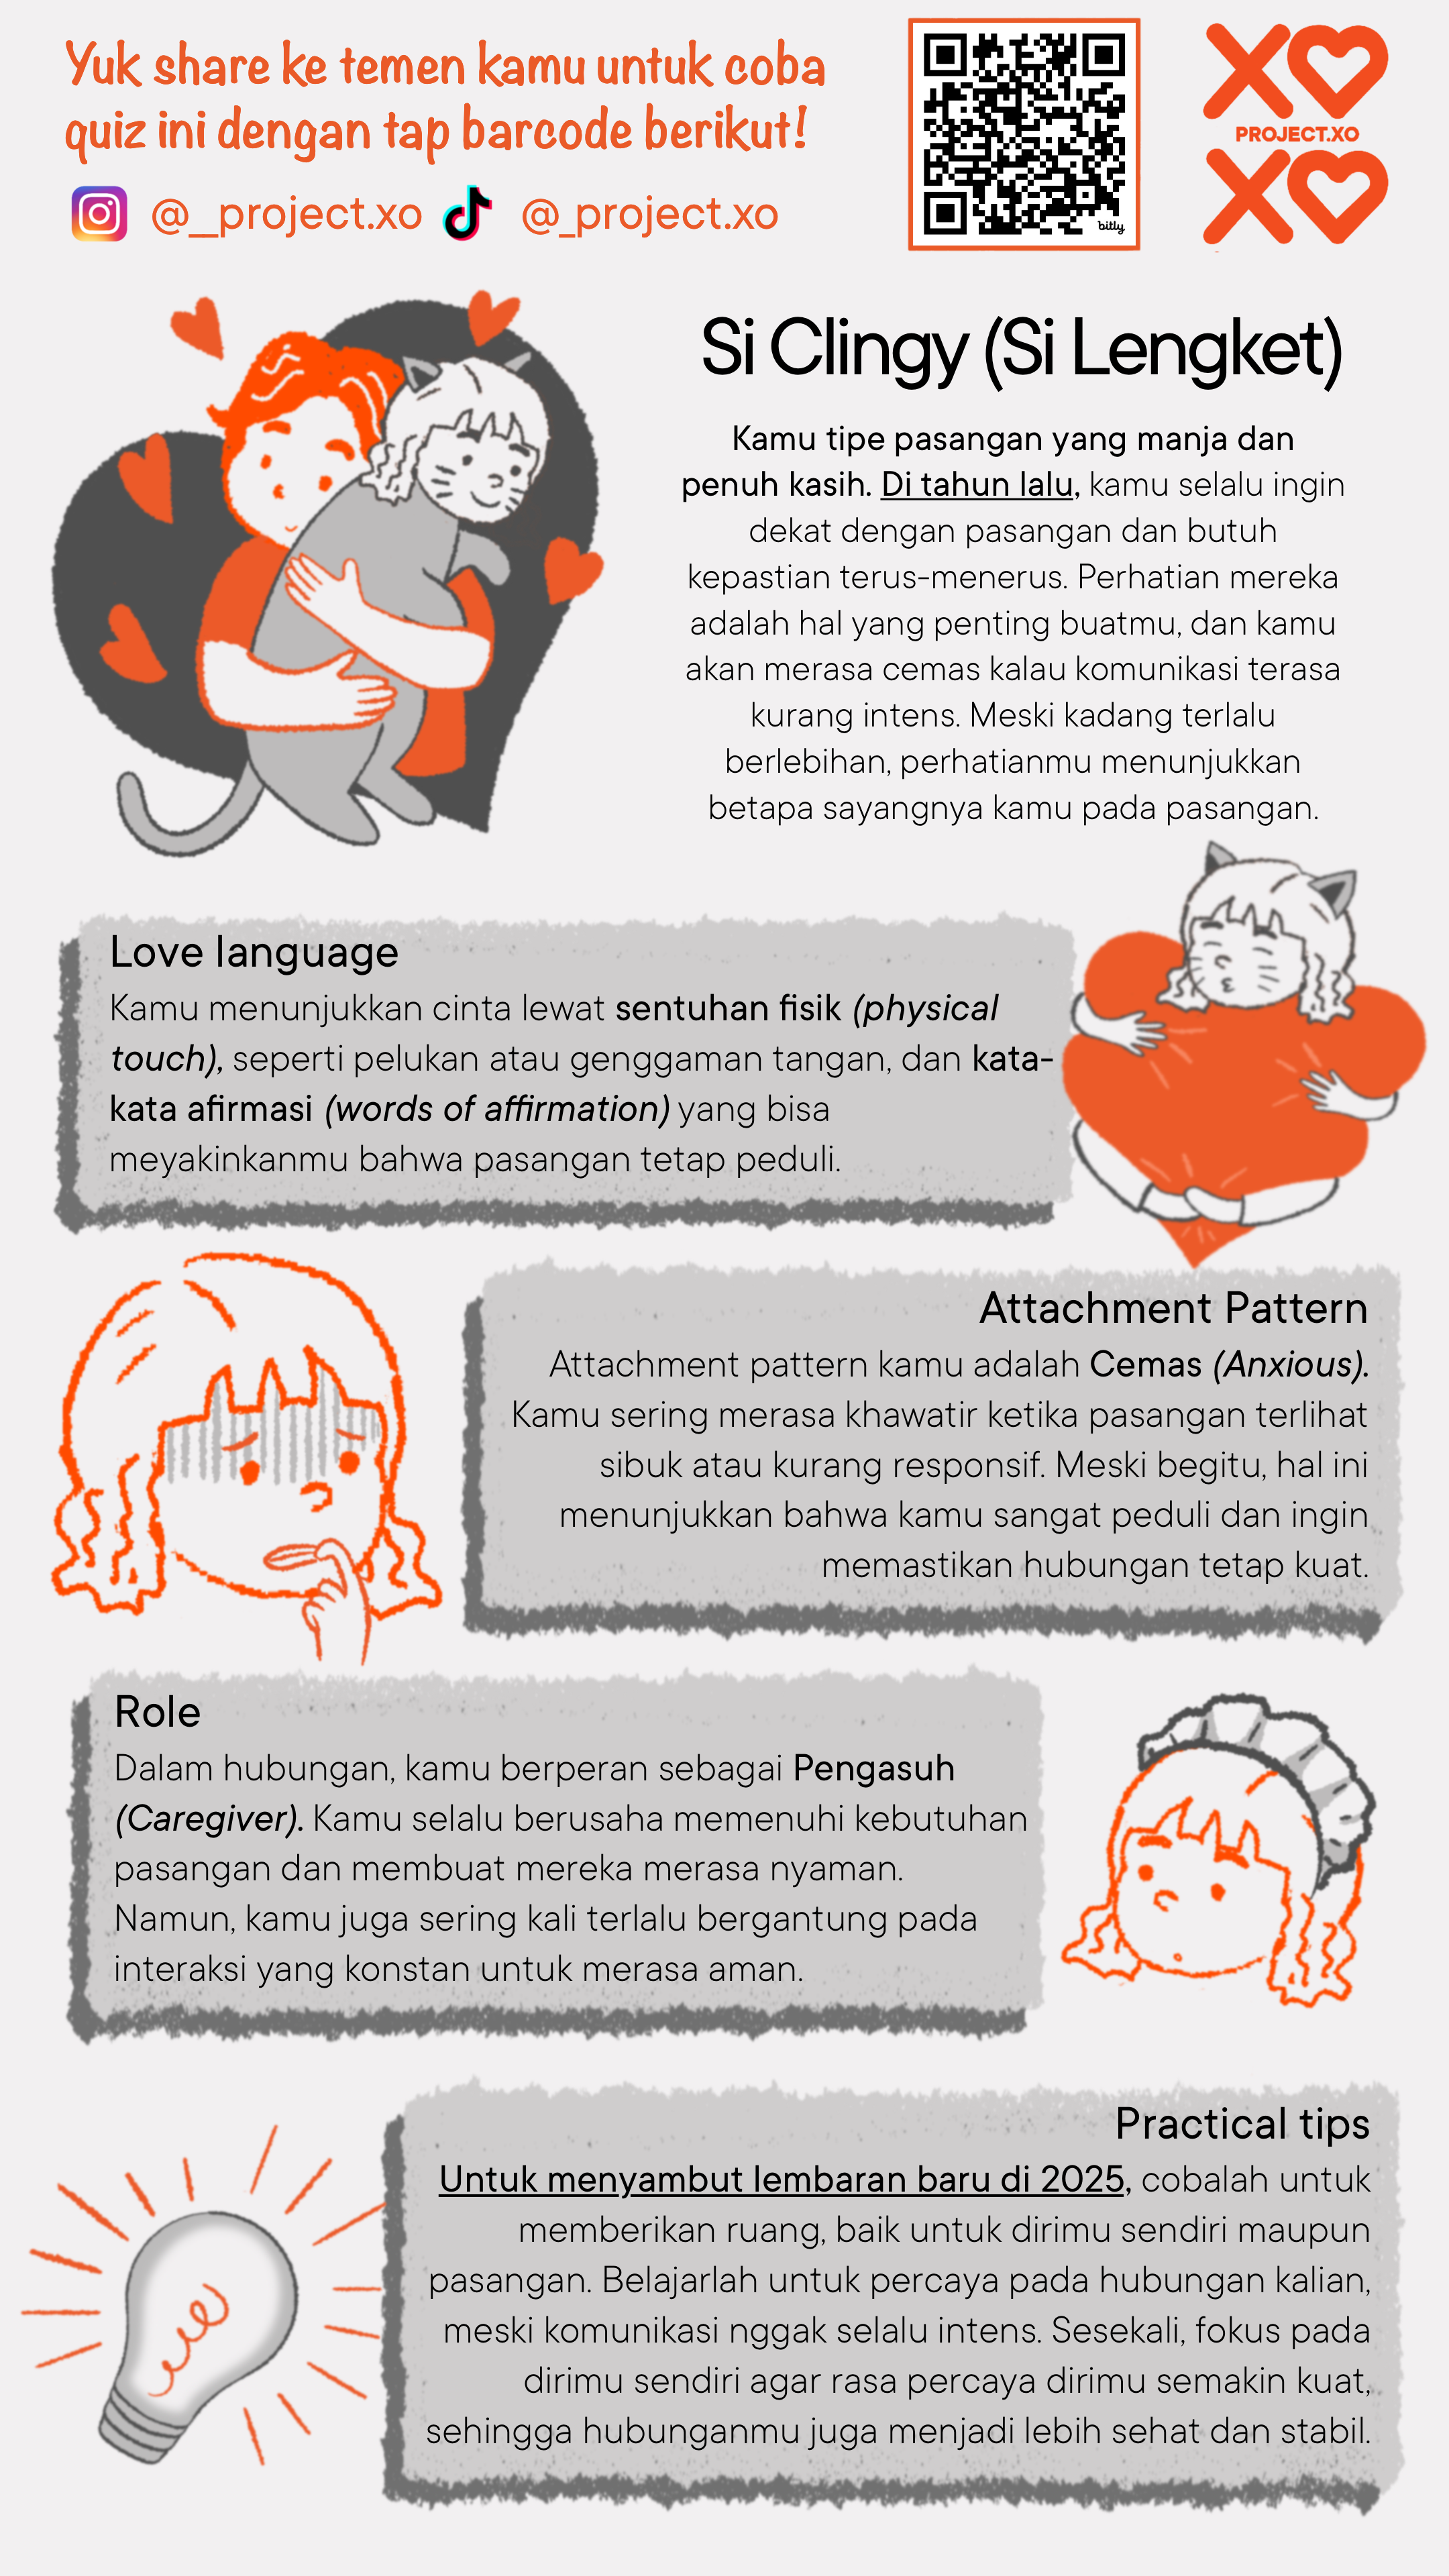 Yuk share ke temen kamu untuk coba
quiz ini dengan tap barcode berikut!
@__project.xo @_project.xo
bitly
XO
PROJECT.XO
XO
Si Clingy (Si Lengket)
Kamu tipe pasangan yang manja dan
penuh kasih. Di tahun lalu, kamu selalu ingin
dekat dengan pasangan dan butuh
kepastian terus-menerus. Perhatian mereka
adalah hal yang penting buatmu, dan kamu
akan merasa cemas kalau komunikasi terasa
kurang intens. Meski kadang terlalu
berlebihan, perhatianmu menunjukkan
betapa sayangnya kamu pada pasangan.
Love language
Kamu menunjukkan cinta lewat sentuhan fisik (physical
touch), seperti pelukan atau genggaman tangan, dan kata-
kata afirmasi (words of affirmation) yang bisa
meyakinkanmu bahwa pasangan tetap peduli.
Attachment Pattern
Attachment pattern kamu adalah Cemas (Anxious).
Kamu sering merasa khawatir ketika pasangan terlihat
sibuk atau kurang responsif. Meski begitu, hal ini
menunjukkan bahwa kamu sangat peduli dan ingin
memastikan hubungan tetap kuat.
Role
Dalam hubungan, kamu berperan sebagai Pengasuh
(Caregiver). Kamu selalu berusaha memenuhi kebutuhan
pasangan dan membuat mereka merasa nyaman.
Namun, kamu juga sering kali terlalu bergantung pada
interaksi yang konstan untuk merasa aman.
Practical tips
Untuk menyambut lembaran baru di 2025, cobalah untuk
memberikan ruang, baik untuk dirimu sendiri maupun
pasangan. Belajarlah untuk percaya pada hubungan kalian,
meski komunikasi nggak selalu intens. Sesekali, fokus pada
dirimu sendiri agar rasa percaya dirimu semakin kuat,
sehingga hubunganmu juga menjadi lebih sehat dan stabil.